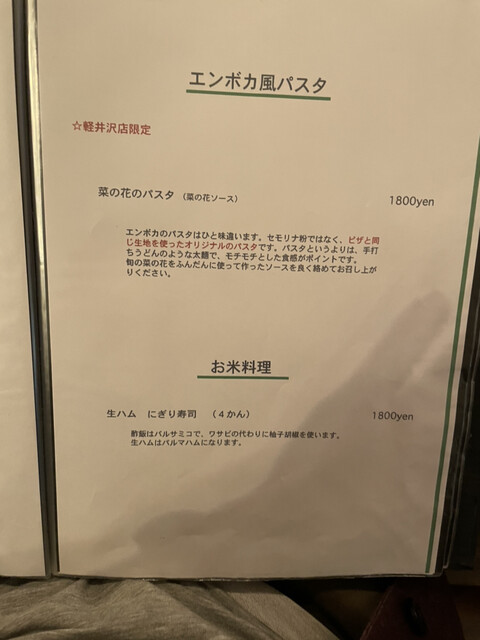 エンボカ風パスタ
☆軽井沢店限定
菜の花のパスタ （菜の花ソース） 1800yen
エンボカのパスタはひと味違います。セモリナ粉ではなく、ピザと同
じ生地を使ったオリジナルのパスタです。パスタというよりは、手打
ちうどんのような太麺で、モチモチとした食感がポイントです。
旬の菜の花をふんだんに使って作ったソースを良く絡めてお召し上が
りください。
お米料理
生ハム にぎり寿司 （４かん） 1800yen
酢飯はバルサミコで、ワサビの代わりに柚子胡椒を使います。
生ハムはパルマハムになります。